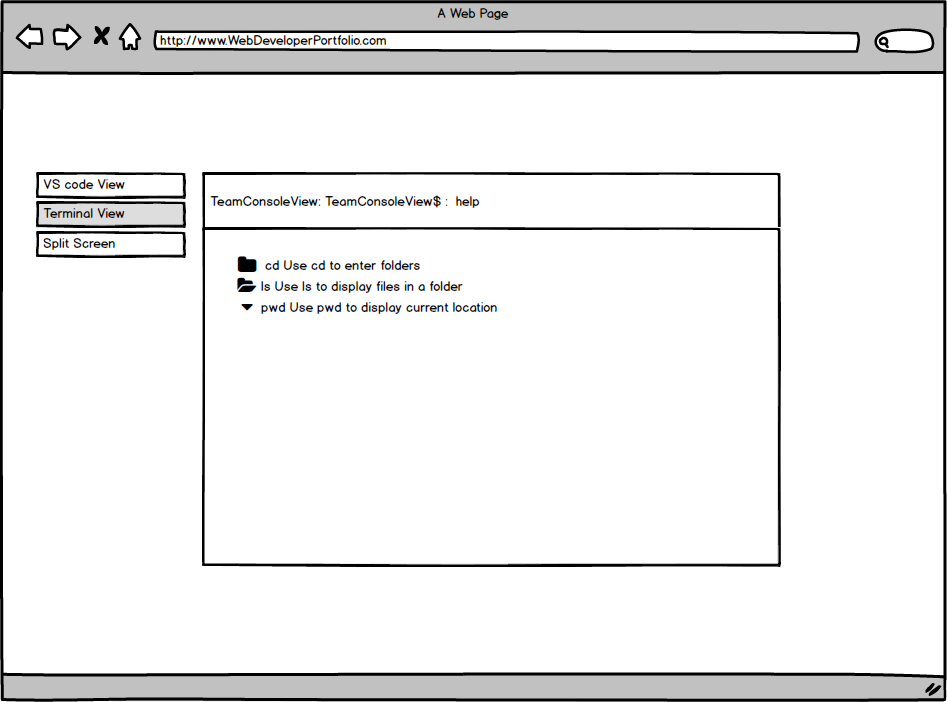 A Web Page
http://www.WebDeveloperPortfolio.com
VS code View
Terminal View
Split Screen
TeamConsoleView: TeamConsoleView$ : help
cd Use cd to enter folders
ls Use ls to display files in a folder
pwd Use pwd to display current location